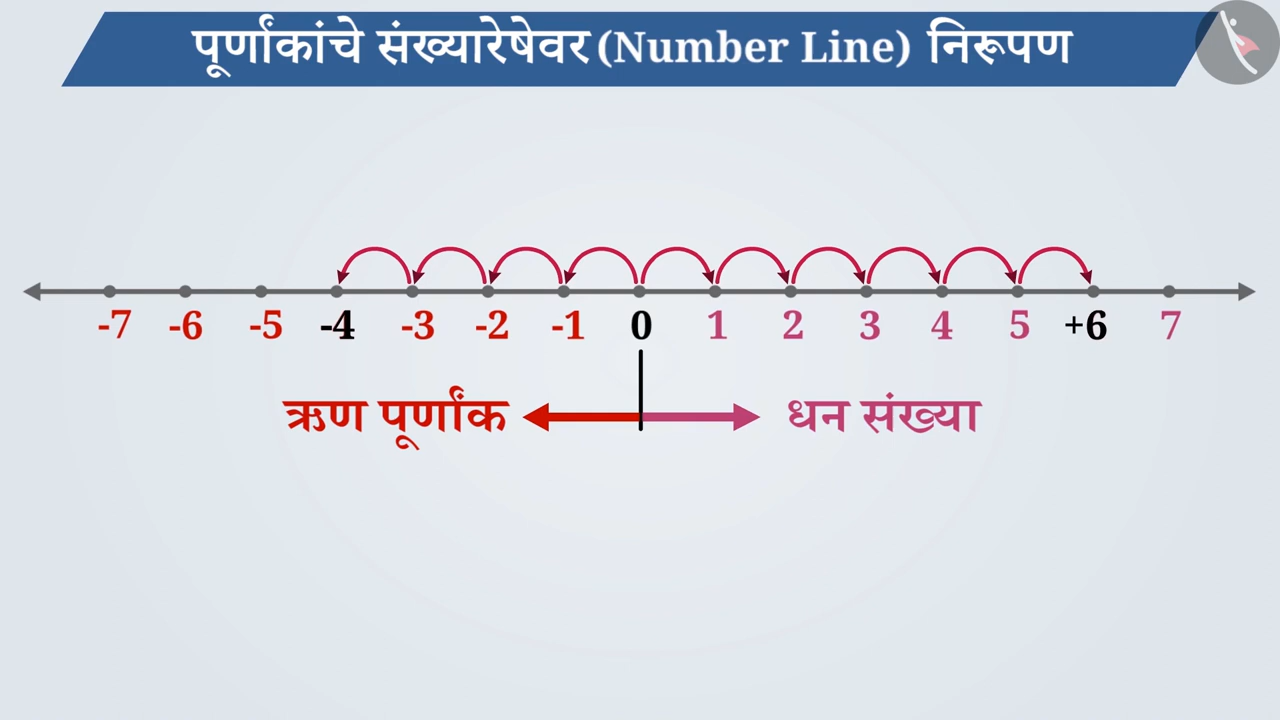 पूर्णांकांचे संख्यारेषेवर (Number Line) निरूपण
-7 -6 -5 -4 -3 -2 -1 0 1 2 3 4 5 +6 7
ऋण पूर्णांक धन संख्या